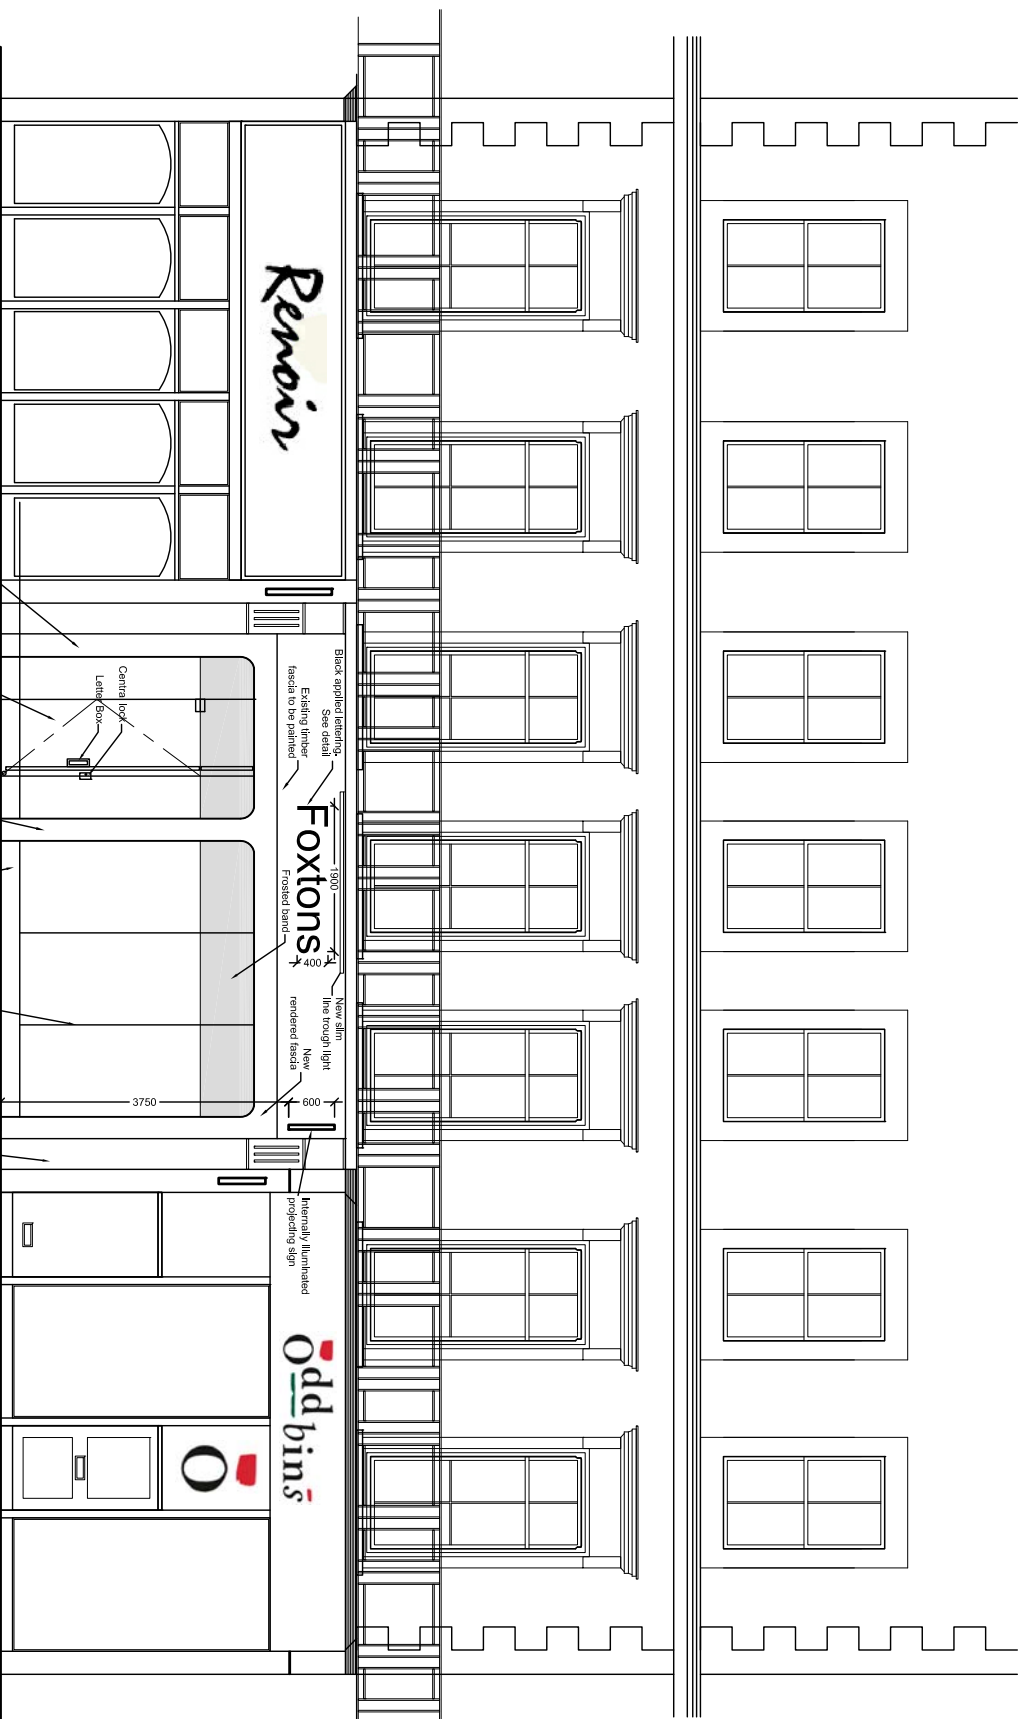 Renoir
Black applied lettering.
See detail
Existing timber
fascia to be painted
Central lock
Letter Box
Foxtons
1900
400
Frosted band
New slim
line trough light
New
rendered fascia
600
3750
Internally illuminated
projecting sign
Oddbins
O